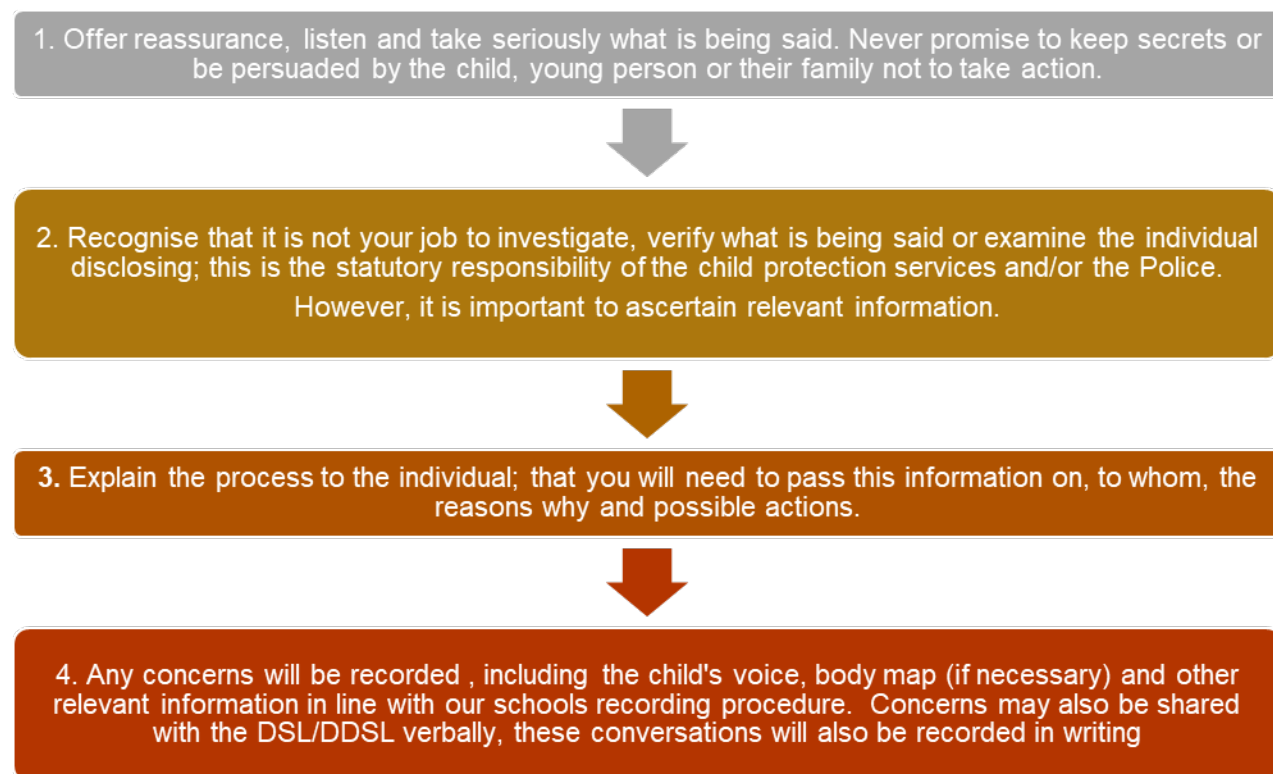 1. Offer reassurance, listen and take seriously what is being said. Never promise to keep secrets or
be persuaded by the child, young person or their family not to take action.
2. Recognise that it is not your job to investigate, verify what is being said or examine the individual
disclosing; this is the statutory responsibility of the child protection services and/or the Police.
However, it is important to ascertain relevant information.
3. Explain the process to the individual; that you will need to pass this information on, to whom, the
reasons why and possible actions.
4. Any concerns will be recorded , including the child's voice, body map (if necessary) and other
relevant information in line with our schools recording procedure. Concerns may also be shared
with the DSL/DDSL verbally, these conversations will also be recorded in writing